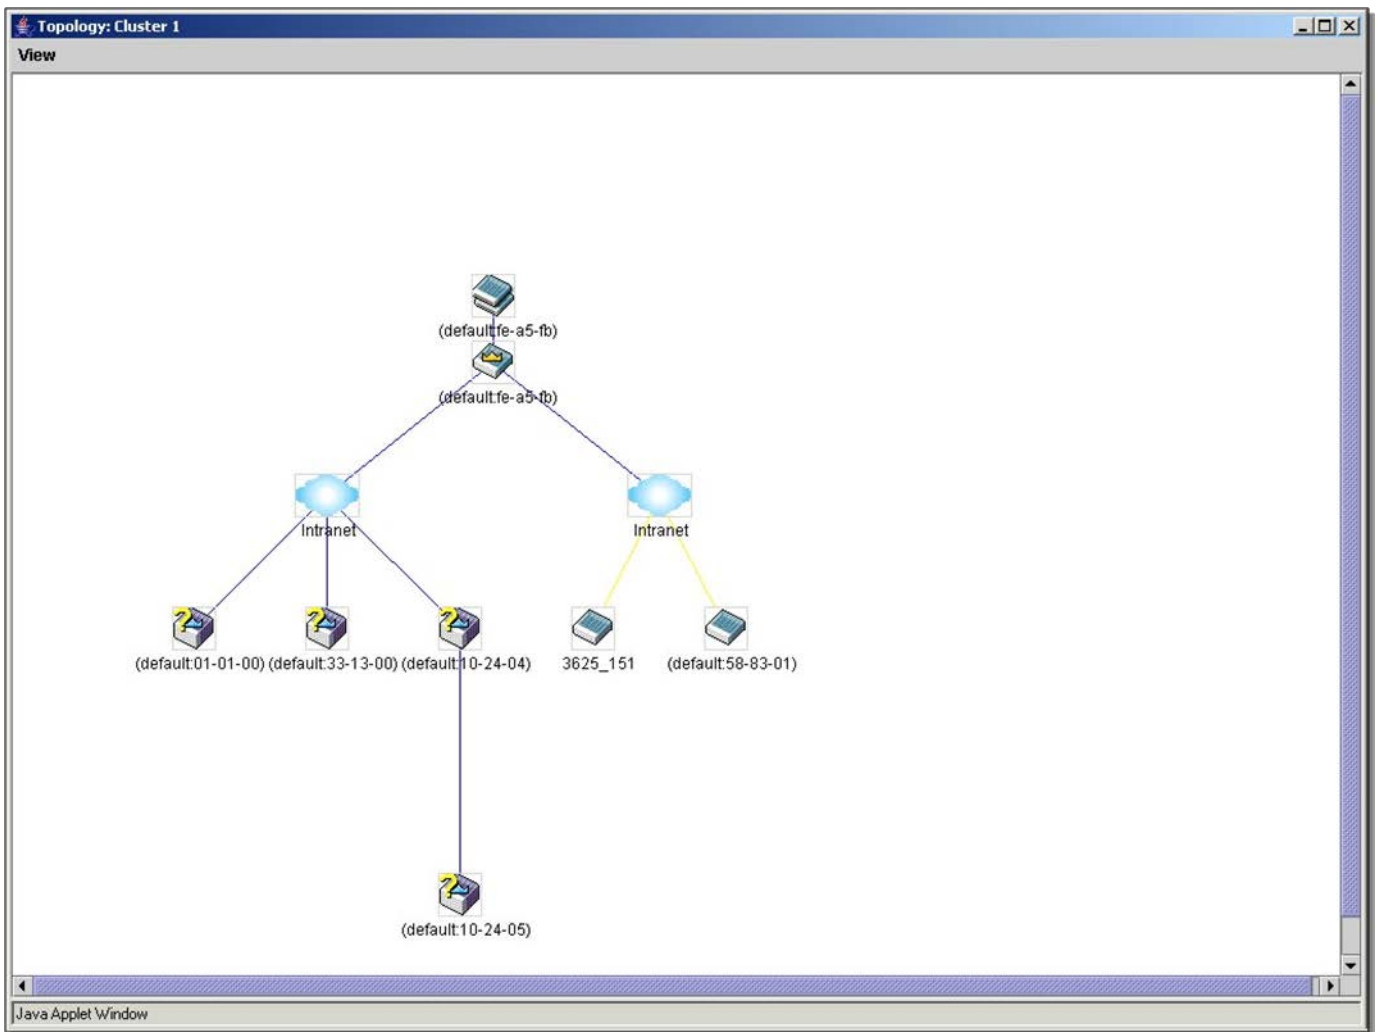 Topology: Cluster 1
View
(default:fe-a5-fb)
(default:fe-a5-fb)
Intranet
Intranet
(default:01-01-00)
(default:33-13-00)
(default:10-24-04)
3625_151
(default:58-83-01)
(default:10-24-05)
Java Applet Window